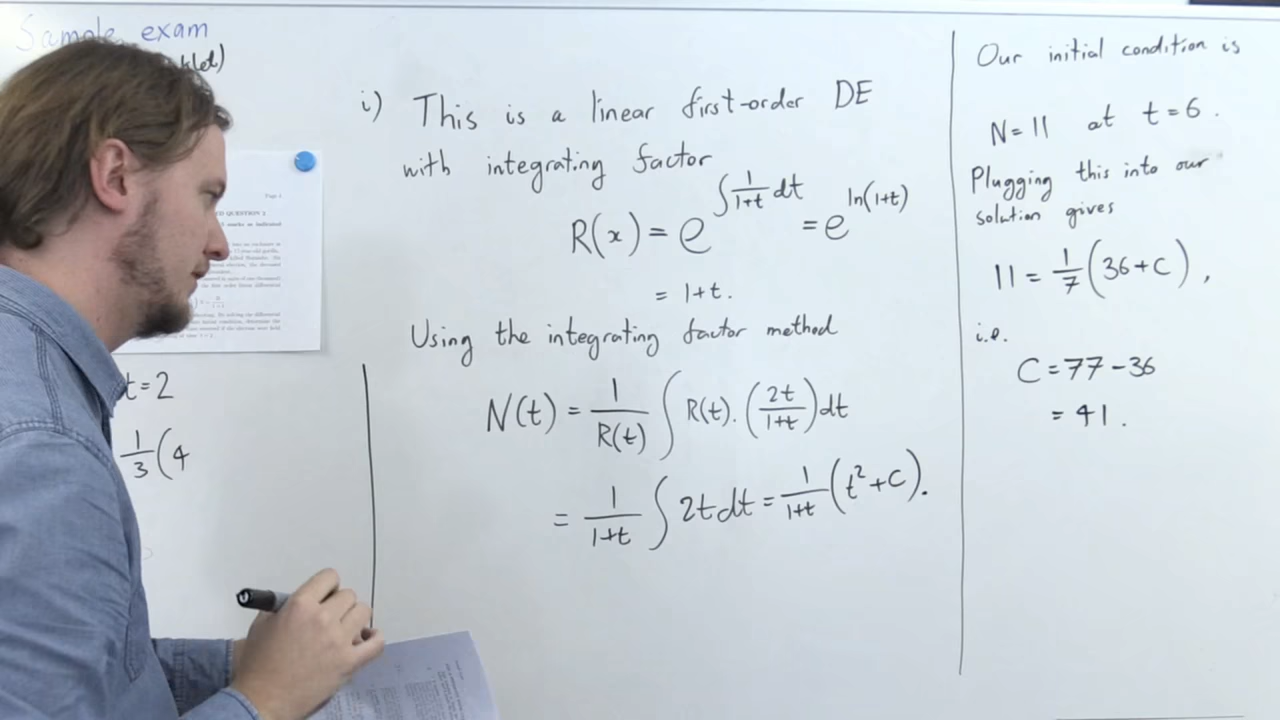 Sample exam
klet)
t=2
1/3 (4
Page 4
i) This is a linear first-order DE
with integrating factor
R(x) = e^{∫ 1/(1+t) dt} = e^{ln(1+t)}
= 1+t.
Using the integrating factor method
N(t) = 1/R(t) ∫ R(t). (2t/(1+t)) dt
= 1/(1+t) ∫ 2t dt = 1/(1+t) (t²+C).
Our initial condition is
N=11 at t=6.
Plugging this into our
solution gives
11 = 1/7 (36+C),
i.e.
C=77-36
= 41.